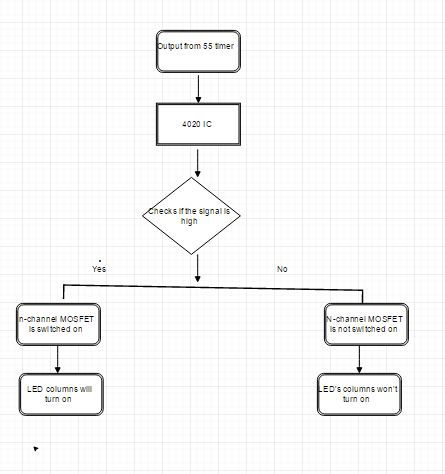 Output from 55 timer
4020 IC
Checks if the signal is
high
Yes
No
n-channel MOSFET
is switched on
N-channel MOSFET
is not switched on
LED columns will
turn on
LED's columns won't
turn on